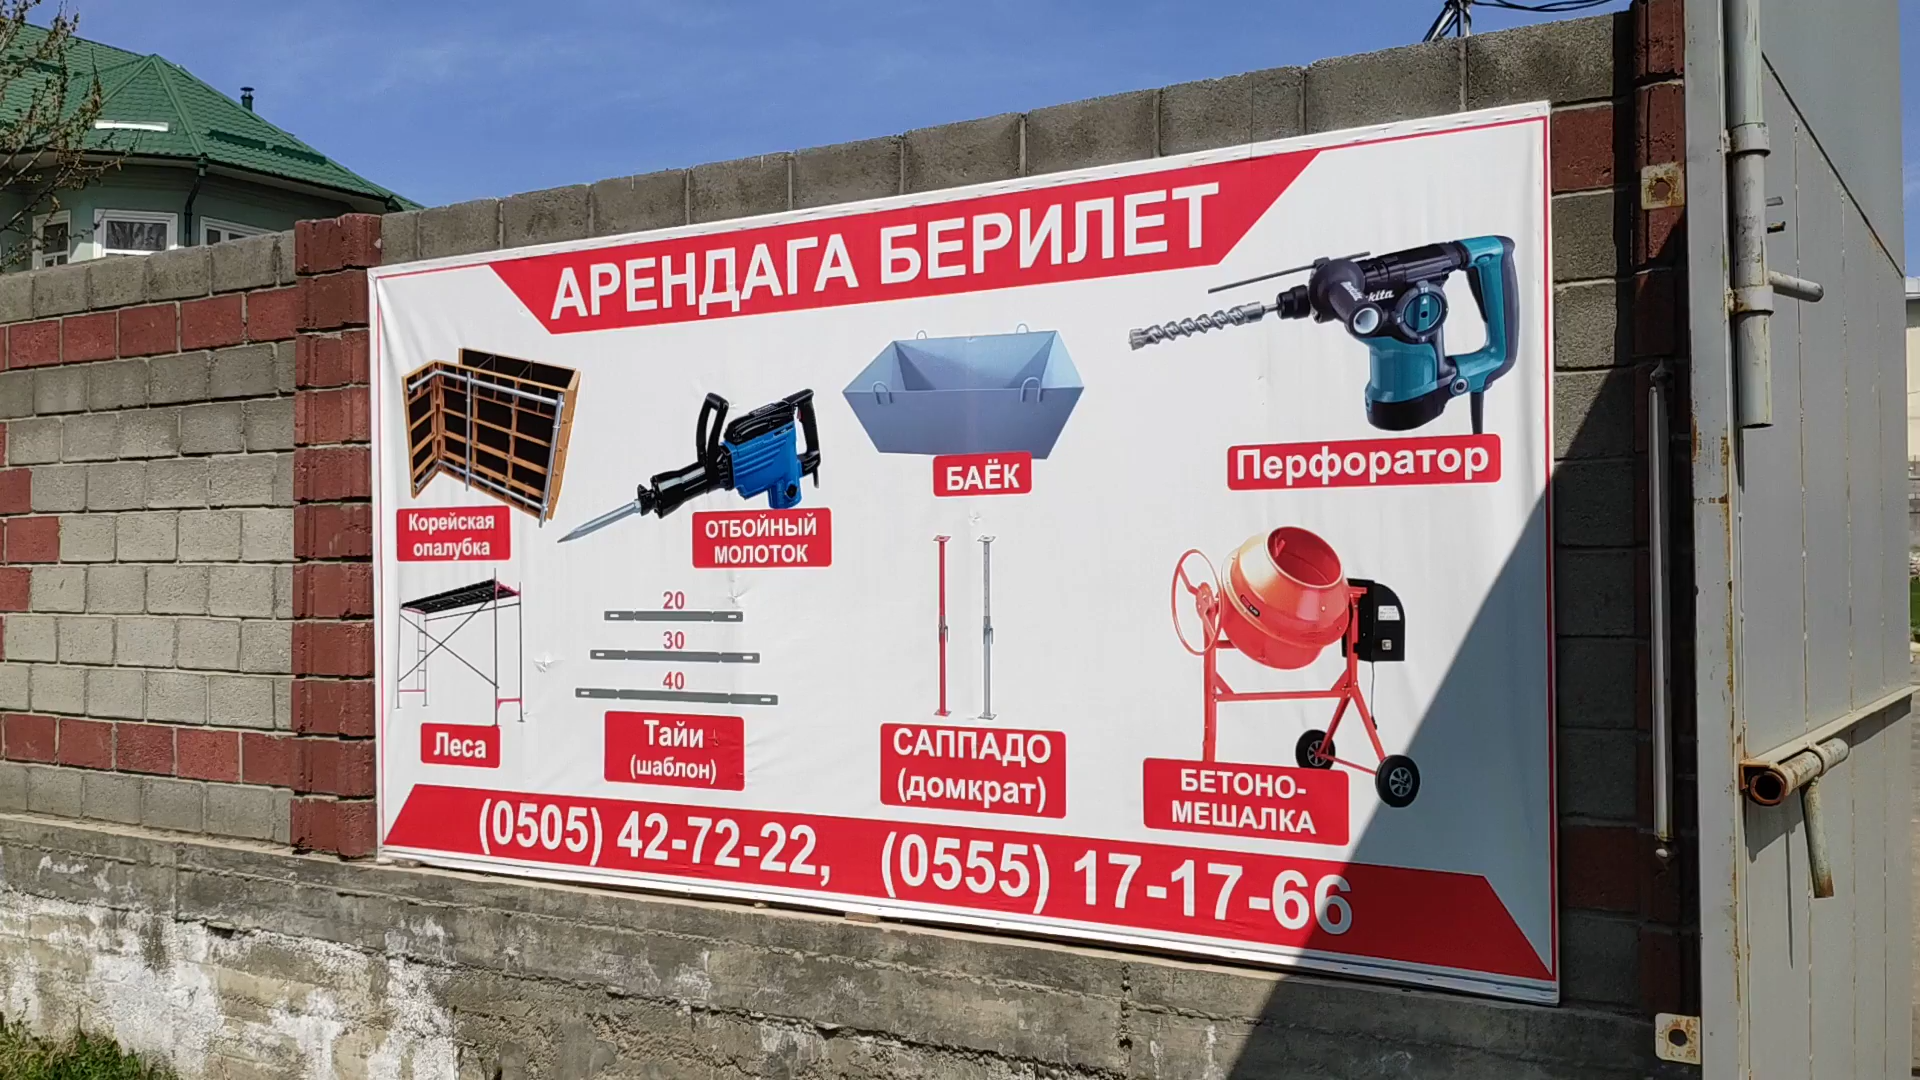 АРЕНДАГА БЕРИЛЕТ
kita
Корейская
опалубка
ОТБОЙНЫЙ
МОЛОТОК
БАЁК
Перфоратор
Леса
20
30
40
Тайи
(шаблон)
САППАДО
(домкрат)
БЕТОНО-
МЕШАЛКА
(0505) 42-72-22, (0555) 17-17-66